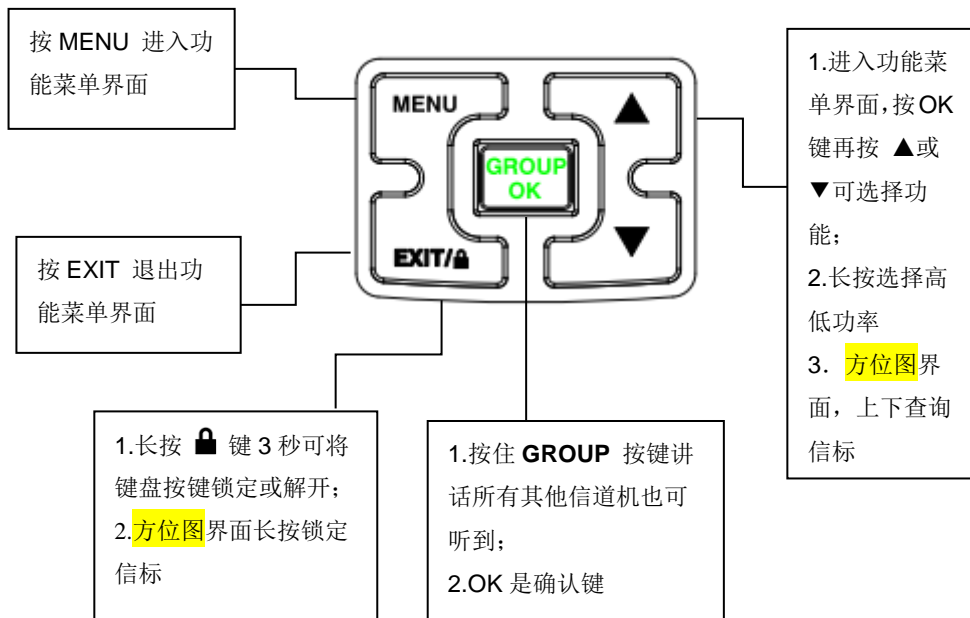 按 MENU 进入功
能菜单界面
MENU
▲
GROUP
OK
EXIT/🔒
▼
1.进入功能菜
单界面，按OK
键再按 ▲或
▼可选择功
能；
2.长按选择高
低功率
3．方位图界
面，上下查询
信标
按 EXIT 退出功
能菜单界面
1.长按 🔒 键 3 秒可将
键盘按键锁定或解开；
2.方位图界面长按锁定
信标
1.按住 GROUP 按键讲
话所有其他信道机也可
听到；
2.OK 是确认键